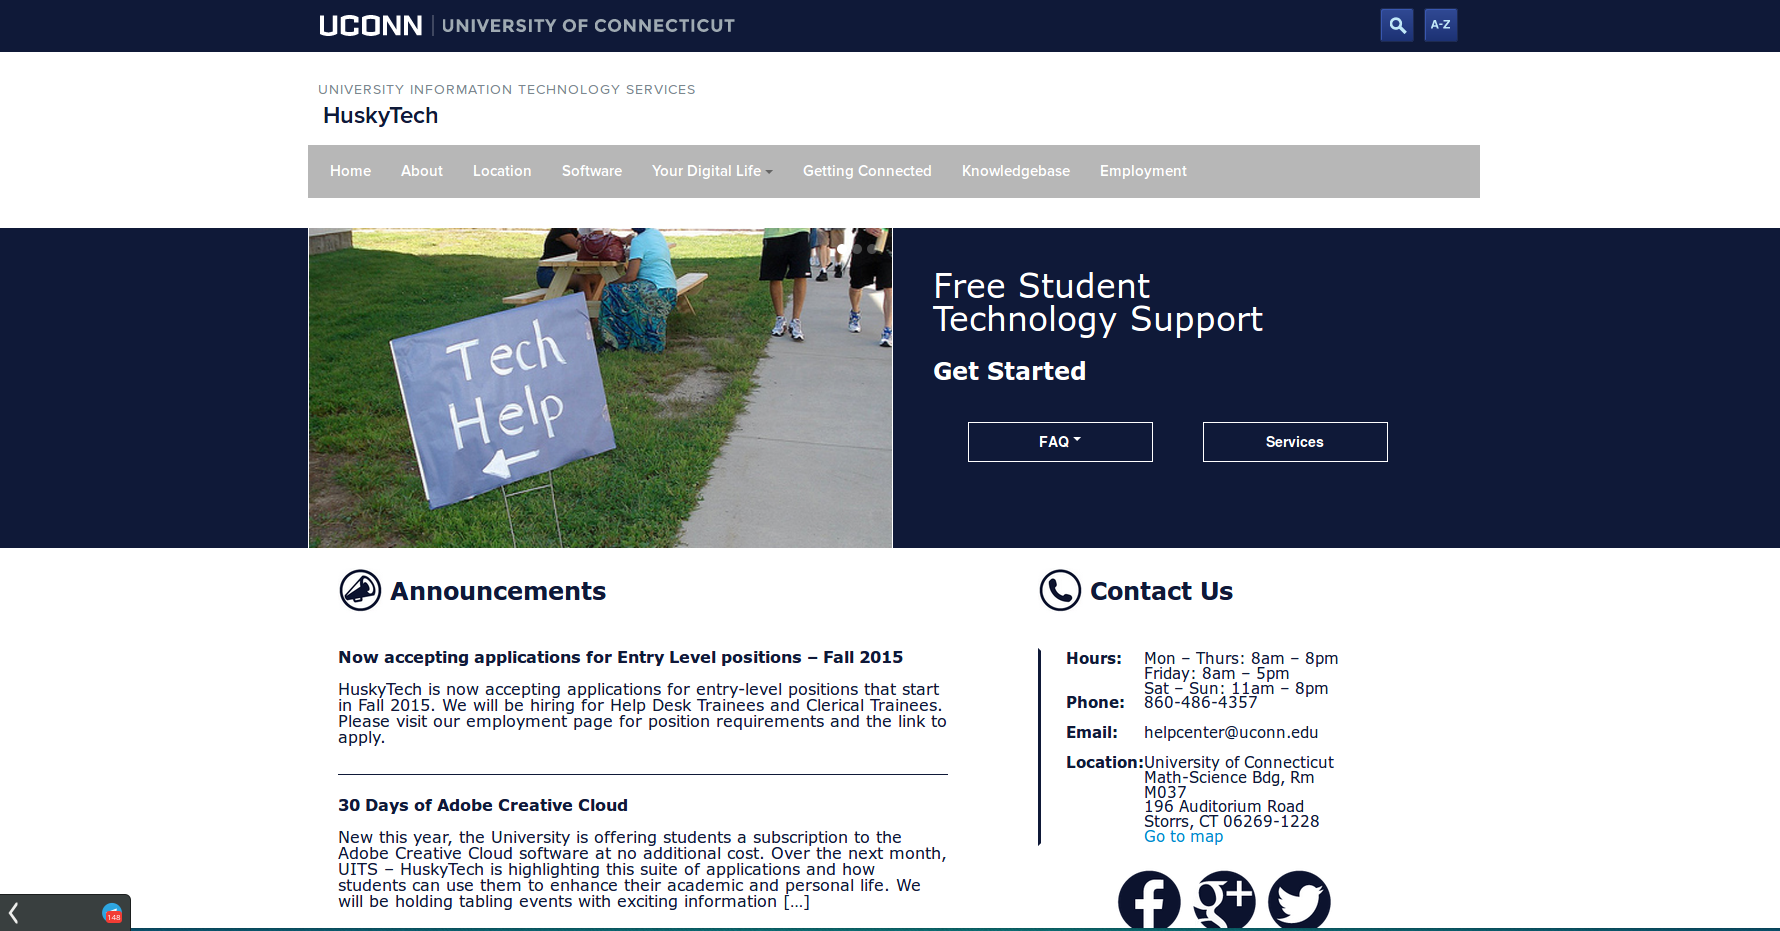 UCONN UNIVERSITY OF CONNECTICUT
A-Z
UNIVERSITY INFORMATION TECHNOLOGY SERVICES
HuskyTech
Home About Location Software Your Digital Life Getting Connected Knowledgebase Employment
Tech
Help
Free Student
Technology Support
Get Started
FAQ Services
Announcements
Now accepting applications for Entry Level positions – Fall 2015
HuskyTech is now accepting applications for entry-level positions that start
in Fall 2015. We will be hiring for Help Desk Trainees and Clerical Trainees.
Please visit our employment page for position requirements and the link to
apply.
30 Days of Adobe Creative Cloud
New this year, the University is offering students a subscription to the
Adobe Creative Cloud software at no additional cost. Over the next month,
UITS – HuskyTech is highlighting this suite of applications and how
students can use them to enhance their academic and personal life. We
will be holding tabling events with exciting information [...]
Contact Us
Hours: Mon – Thurs: 8am – 8pm
Friday: 8am – 5pm
Sat – Sun: 11am – 8pm
Phone: 860-486-4357
Email: helpcenter@uconn.edu
Location: University of Connecticut
Math-Science Bdg, Rm
M037
196 Auditorium Road
Storrs, CT 06269-1228
Go to map
f g+
148